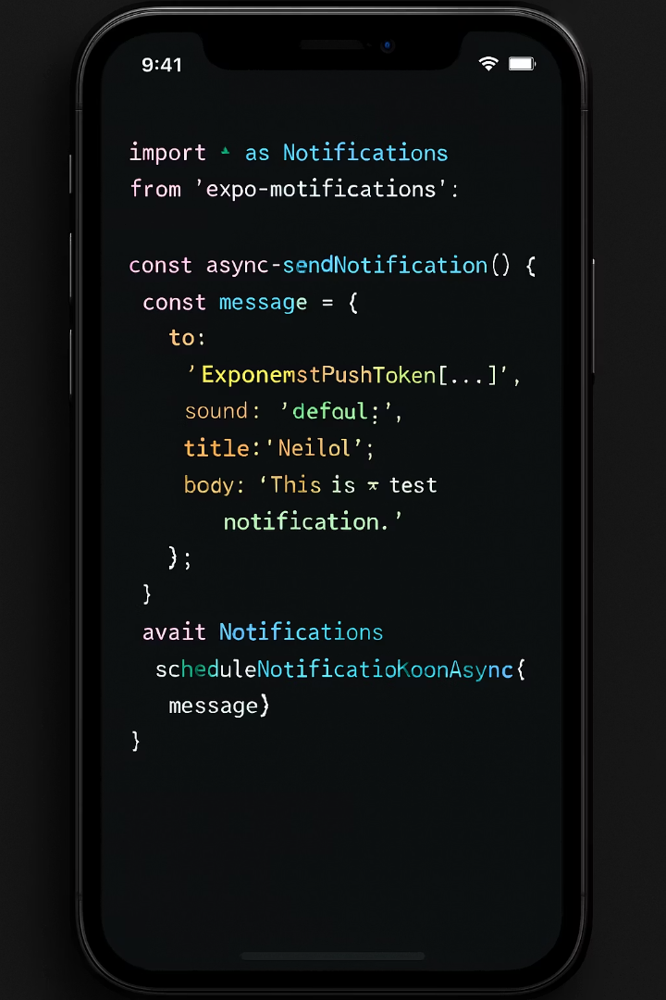 9:41
import * as Notifications
from 'expo-motifications':
const async-sendNotification() {
const message = {
to:
'ExponemstPushToken[...]',
sound: 'defoul:',
title:'Neilol';
body: 'This is test
notification.'
};
}
avait Notifications
scheduleNotificatioKoonAsync{
message}
}